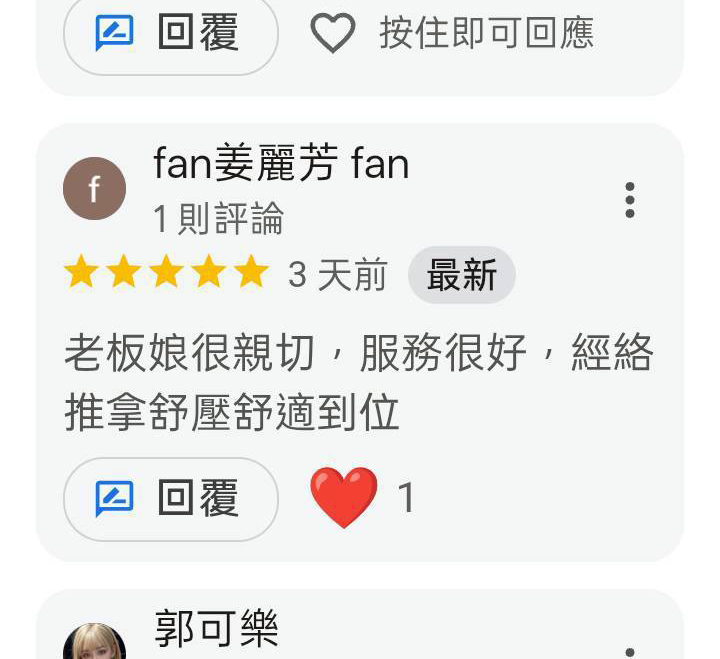 回覆 按住即可回應
fan姜麗芳 fan
f
1 則評論
3 天前 最新
老板娘很親切，服務很好，經絡
推拿舒壓舒適到位
回覆 1
郭可樂